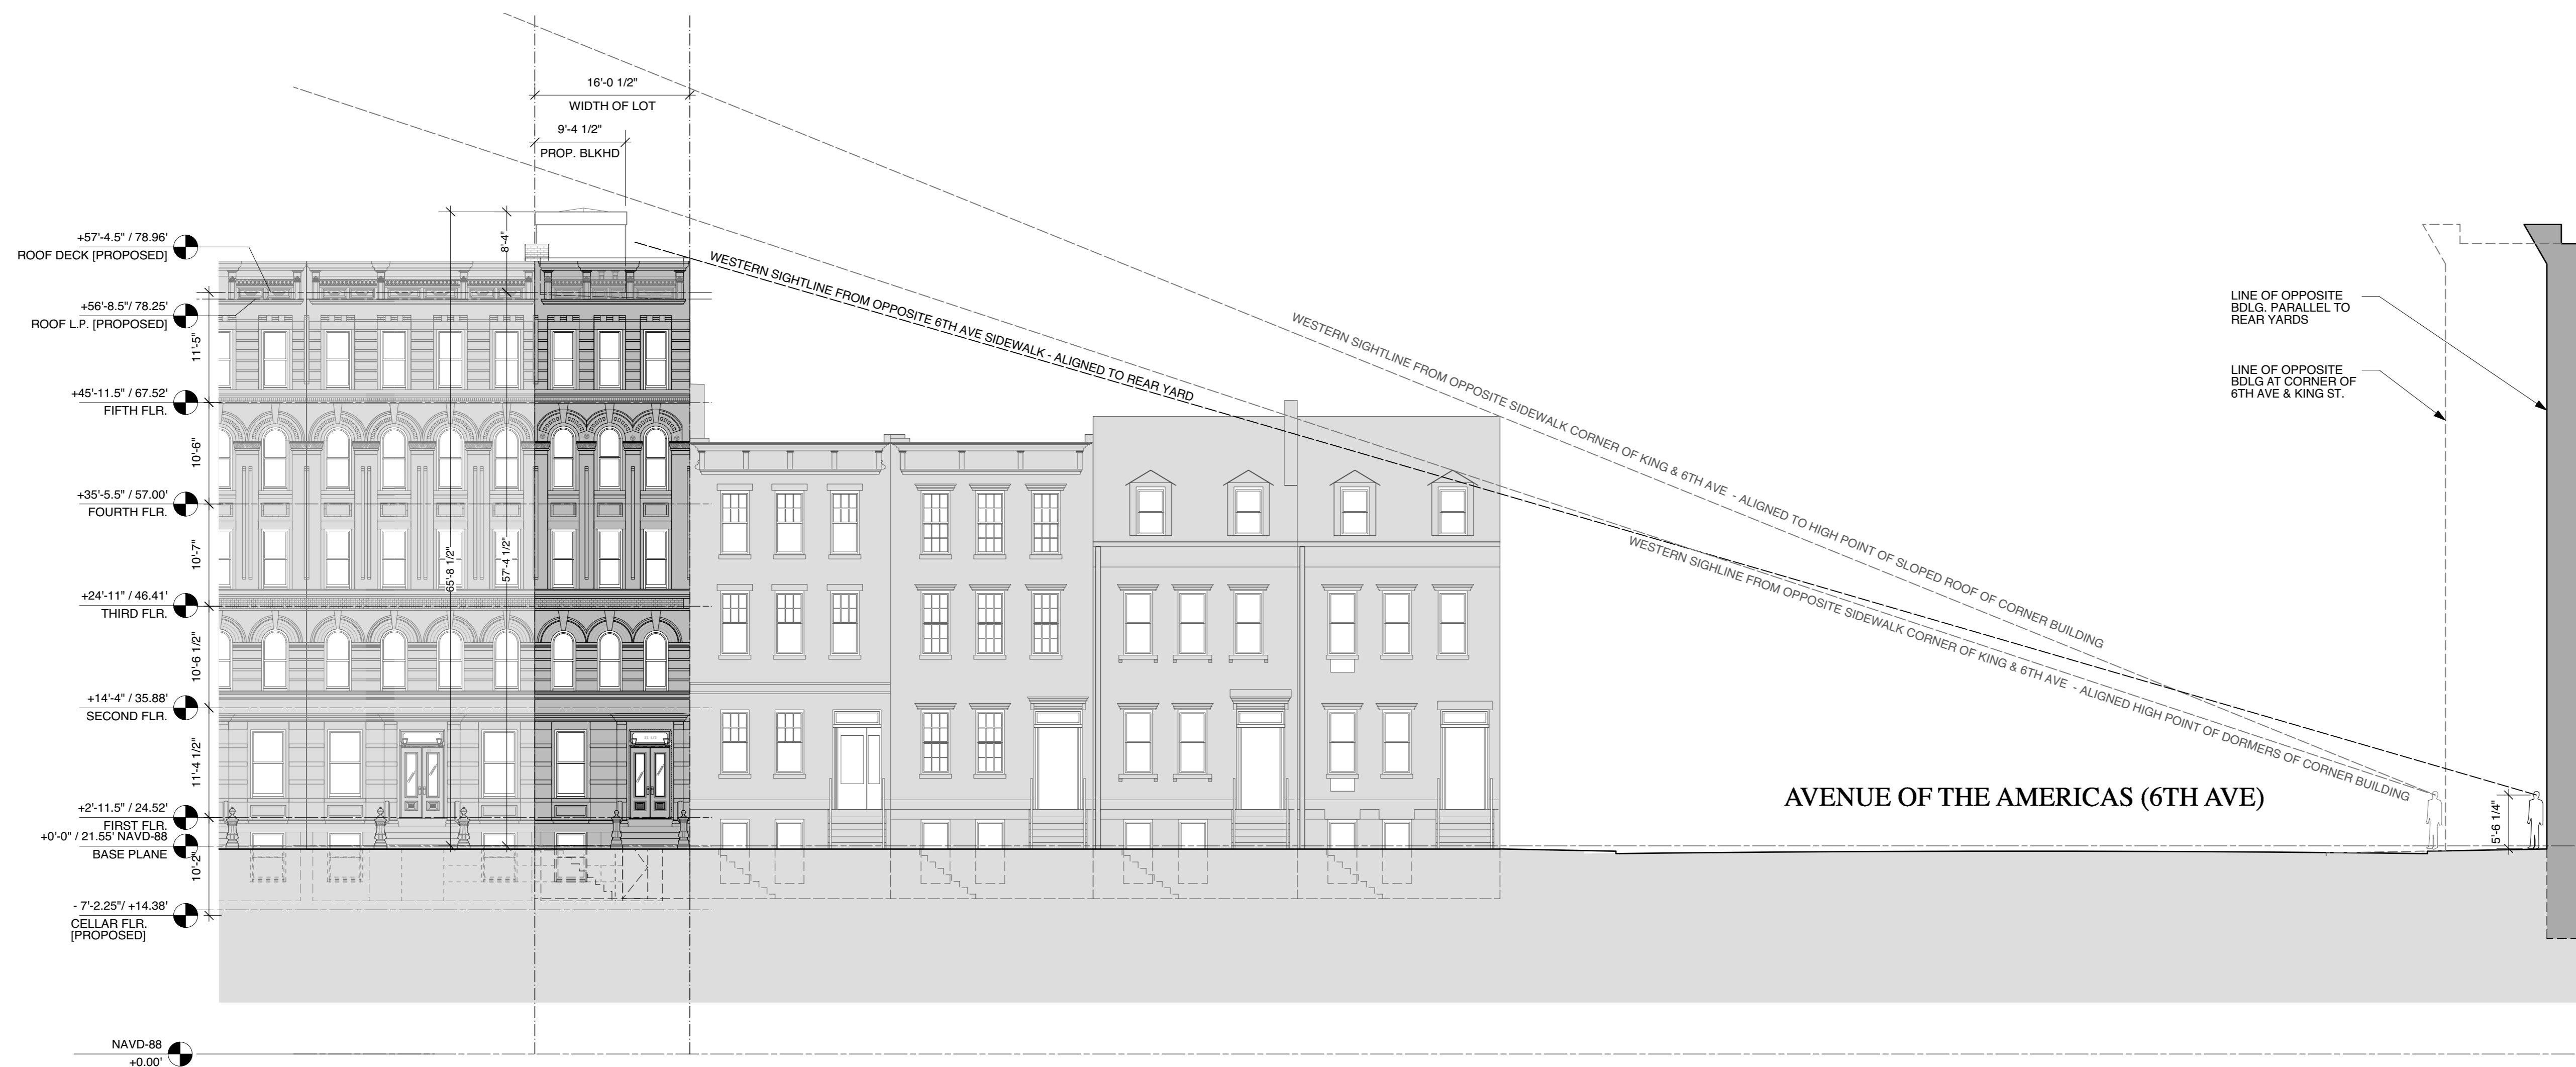 16'-0 1/2"
WIDTH OF LOT
9'-4 1/2"
PROP. BLKHD
+57'-4.5" / 78.96'
ROOF DECK [PROPOSED]
+56'-8.5"/ 78.25'
ROOF L.P. [PROPOSED]
+45'-11.5" / 67.52'
FIFTH FLR.
+35'-5.5" / 57.00'
FOURTH FLR.
+24'-11" / 46.41'
THIRD FLR.
+14'-4" / 35.88'
SECOND FLR.
+2'-11.5" / 24.52'
FIRST FLR.
+0'-0" / 21.55' NAVD-88
BASE PLANE
- 7'-2.25"/ +14.38'
CELLAR FLR.
[PROPOSED]
NAVD-88
+0.00'
11'-5"
10'-6"
10'-7"
10'-6 1/2"
11'-4 1/2"
10'-2"
8'-4"
65'-8 1/2"
57'-4 1/2"
WESTERN SIGHTLINE FROM OPPOSITE 6TH AVE SIDEWALK - ALIGNED TO REAR YARD
WESTERN SIGHTLINE FROM OPPOSITE SIDEWALK CORNER OF KING & 6TH AVE - ALIGNED TO HIGH POINT OF SLOPED ROOF OF CORNER BUILDING
WESTERN SIGHLINE FROM OPPOSITE SIDEWALK CORNER OF KING & 6TH AVE - ALIGNED HIGH POINT OF DORMERS OF CORNER BUILDING
LINE OF OPPOSITE
BDLG. PARALLEL TO
REAR YARDS
LINE OF OPPOSITE
BDLG AT CORNER OF
6TH AVE & KING ST.
AVENUE OF THE AMERICAS (6TH AVE)
5'-6 1/4"